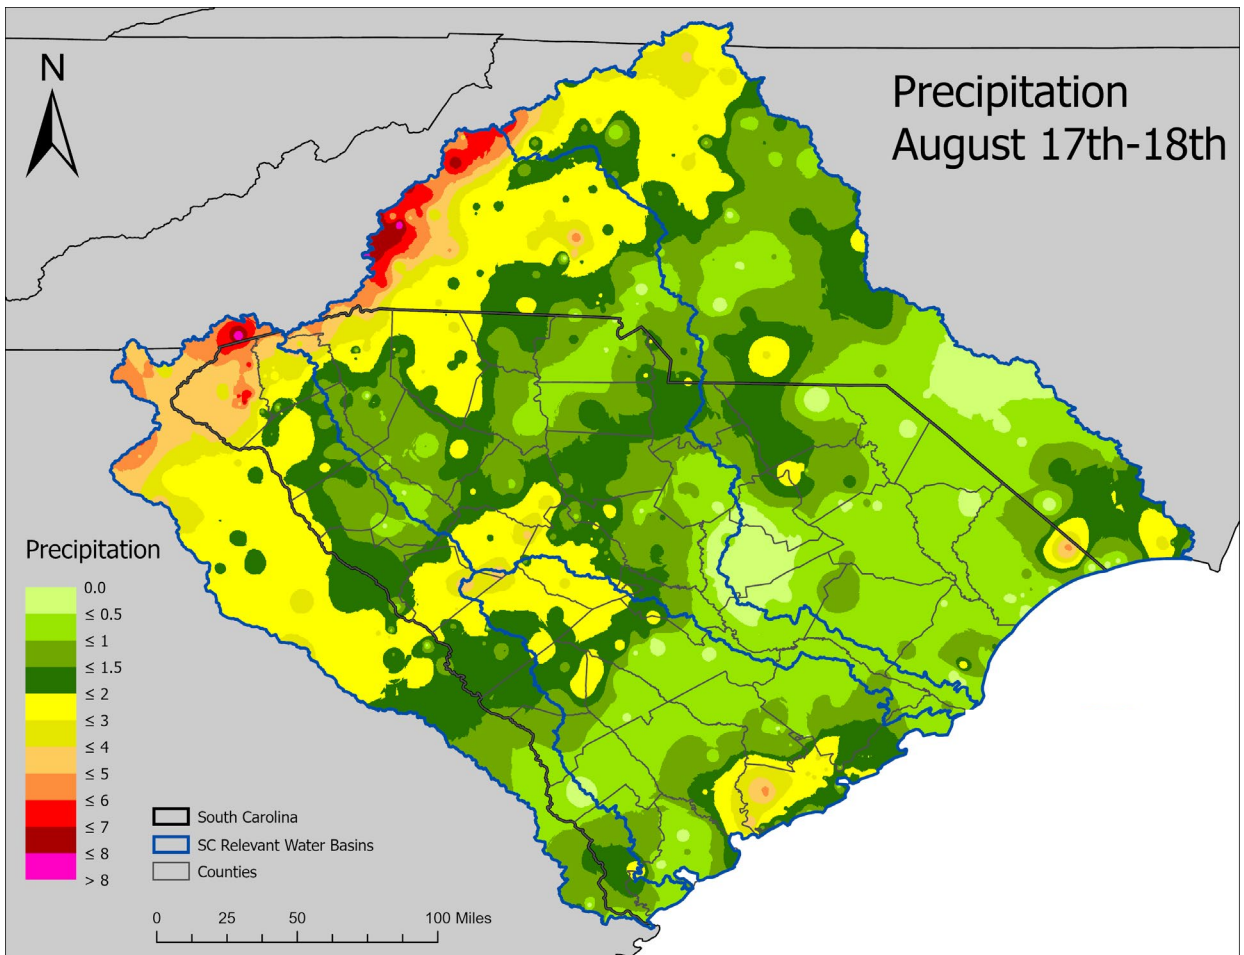 N
Precipitation
August 17th-18th
Precipitation
0.0
≤ 0.5
≤ 1
≤ 1.5
≤ 2
≤ 3
≤ 4
≤ 5
≤ 6
≤ 7
≤ 8
> 8
South Carolina
SC Relevant Water Basins
Counties
0 25 50 100 Miles